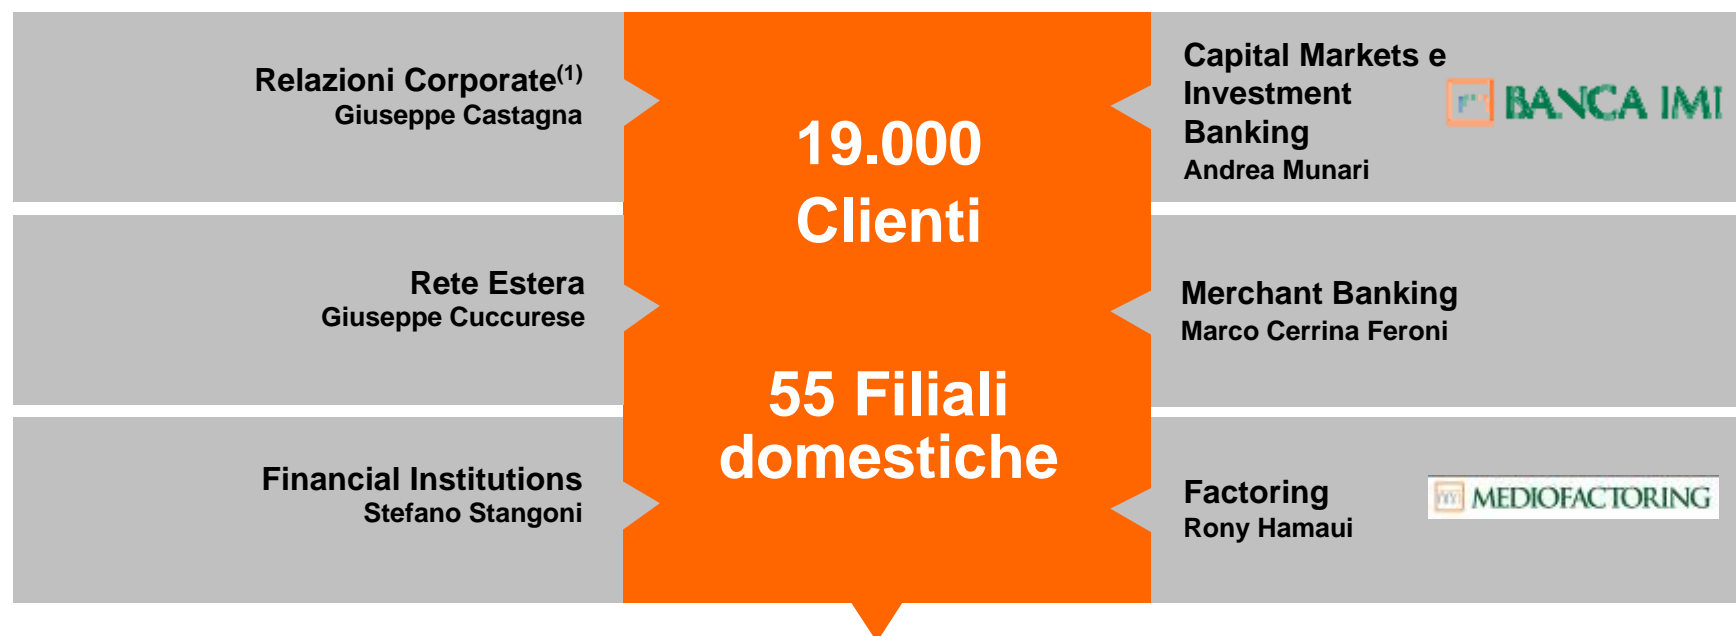 Relazioni Corporate(1)
Giuseppe Castagna
Rete Estera
Giuseppe Cuccurese
Financial Institutions
Stefano Stangoni
19.000
Clienti
55 Filiali
domestiche
Capital Markets e
Investment
Banking
Andrea Munari
BANCA IMI
Merchant Banking
Marco Cerrina Feroni
Factoring
Rony Hamaui
MEDIOFACTORING